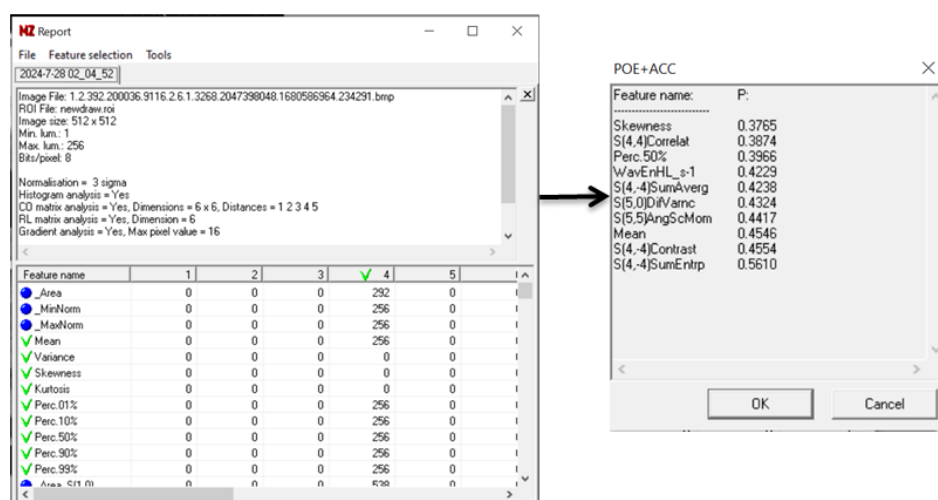 MZ Report
File Feature selection Tools
2024-7-28 02_04_52
Image File: 1.2.392.200036.9116.2.6.1.3268.2047398048.1680586964.234291.bmp
ROI File: newdraw.roi
Image size: 512 x 512
Min. lum.: 1
Max. lum.: 256
Bits/pixel: 8
Normalisation = 3 sigma
Histogram analysis = Yes
CO matrix analysis = Yes, Dimensions = 6 x 6, Distances = 1 2 3 4 5
RL matrix analysis = Yes, Dimension = 6
Gradient analysis = Yes, Max pixel value = 16
Feature name 1 2 3 4 5
_Area 0 0 0 292 0
_MinNorm 0 0 0 256 0
_MaxNorm 0 0 0 256 0
Mean 0 0 0 256 0
Variance 0 0 0 0 0
Skewness 0 0 0 0 0
Kurtosis 0 0 0 0 0
Perc.01% 0 0 0 256 0
Perc.10% 0 0 0 256 0
Perc.50% 0 0 0 256 0
Perc.90% 0 0 0 256 0
Perc.99% 0 0 0 256 0
_Area_S(1,0) 0 0 0 538 0
POE+ACC
Feature name: P:
-------------------------
Skewness 0.3765
S(4,4)Correlat 0.3874
Perc.50% 0.3966
WavEnHL_s-1 0.4229
S(4,-4)SumAverg 0.4238
S(5,0)DifVarnc 0.4324
S(5,5)AngScMom 0.4417
Mean 0.4546
S(4,-4)Contrast 0.4554
S(4,-4)SumEntrp 0.5610
OK Cancel